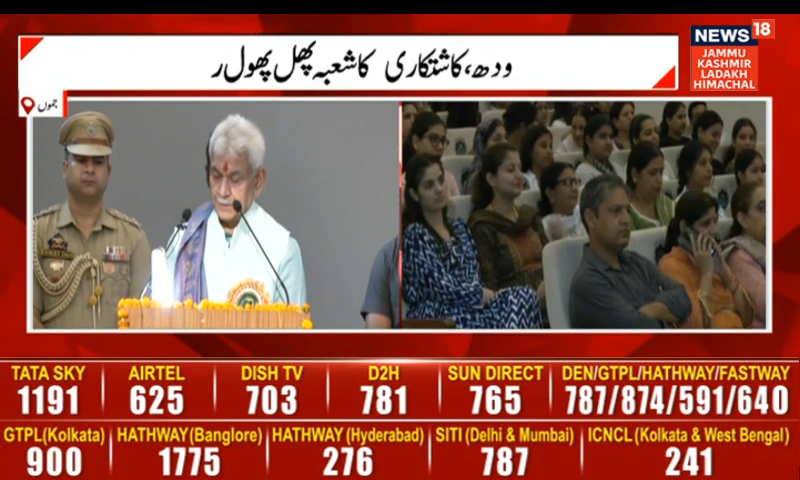 ودھ، کاشتکاری کا شعبہ پھل پھول ر
NEWS 18
JAMMU
KASHMIR
LADAKH
HIMACHAL
جموں
TATA SKY
1191
AIRTEL
625
DISH TV
703
D2H
781
SUN DIRECT
765
DEN/GTPL/HATHWAY/FASTWAY
787/874/591/640
GTPL(Kolkata)
900
HATHWAY(Banglore)
1775
HATHWAY (Hyderabad)
276
SITI (Delhi & Mumbai)
787
ICNCL (Kolkata & West Bengal)
241